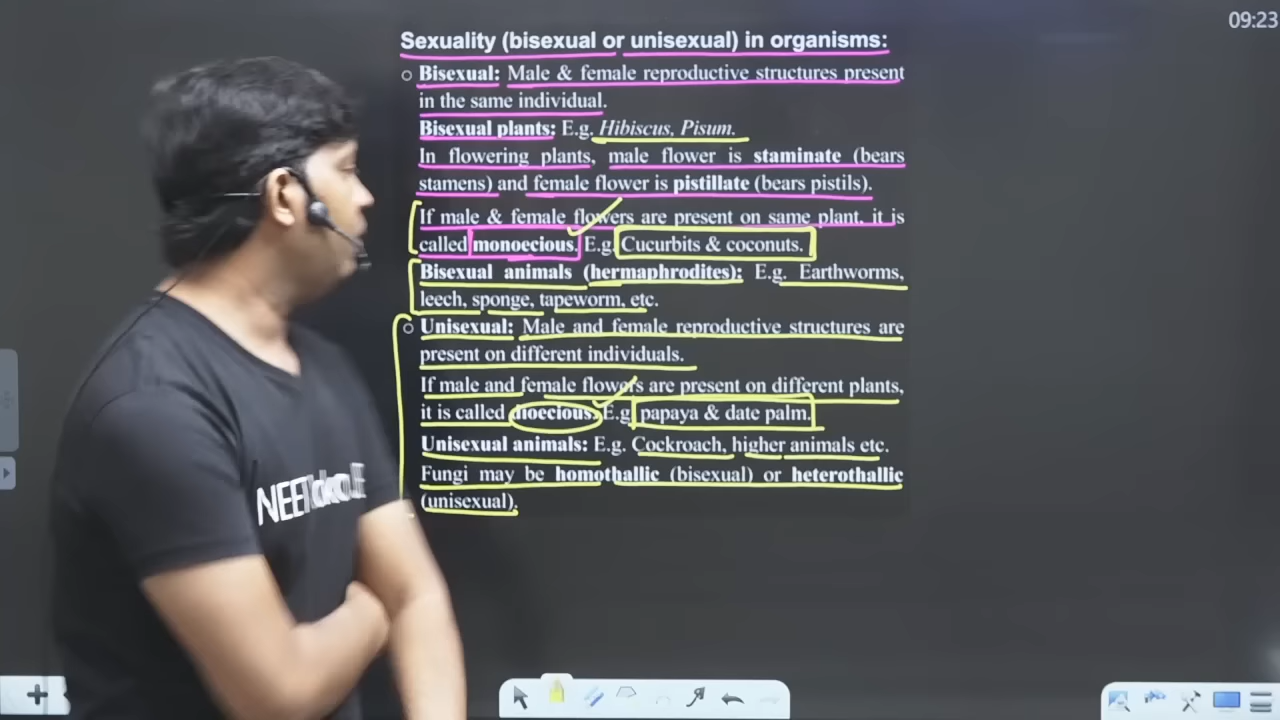 09:23
Sexuality (bisexual or unisexual) in organisms:
Bisexual: Male & female reproductive structures present
in the same individual.
Bisexual plants: E.g. Hibiscus, Pisum.
In flowering plants, male flower is staminate (bears
stamens) and female flower is pistillate (bears pistils).
If male & female flowers are present on same plant, it is
called monoecious. E.g. Cucurbits & coconuts.
Bisexual animals (hermaphrodites): E.g. Earthworms,
leech, sponge, tapeworm, etc.
Unisexual: Male and female reproductive structures are
present on different individuals.
If male and female flowers are present on different plants,
it is called dioecious. E.g. papaya & date palm.
Unisexual animals: E.g. Cockroach, higher animals etc.
Fungi may be homothallic (bisexual) or heterothallic
(unisexual).